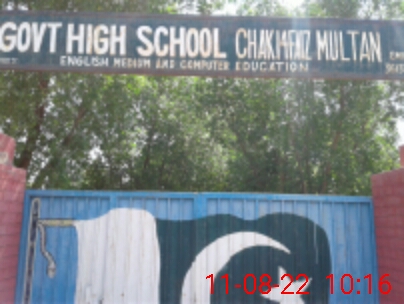 GOVT HIGH SCHOOL CHAK 14 FAIZ MULTAN
ENGLISH MEDIUM AND COMPUTER EDUCATION
11-08-22 10:16